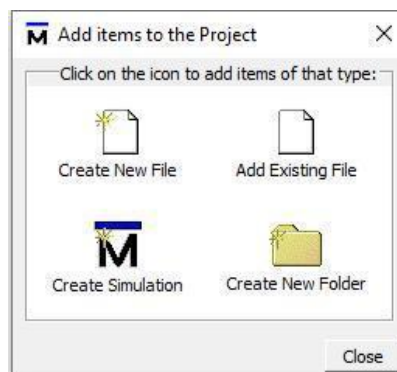 Add items to the Project
Click on the icon to add items of that type:
Create New File Add Existing File
Create Simulation Create New Folder
Close